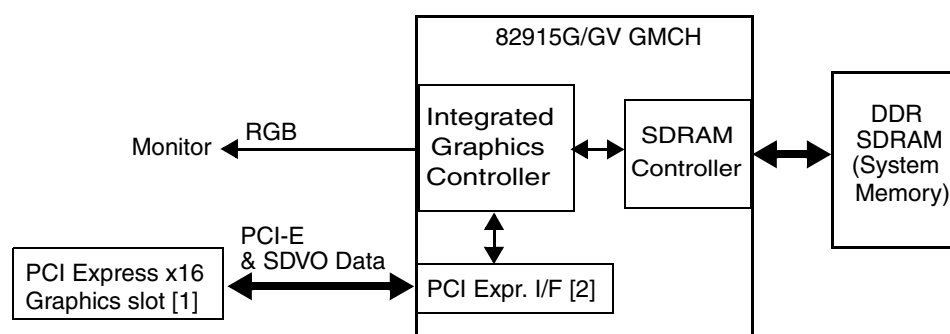 82915G/GV GMCH
Integrated
Graphics
Controller
SDRAM
Controller
DDR
SDRAM
(System
Memory)
RGB
Monitor
PCI-E
& SDVO Data
PCI Express x16
Graphics slot [1]
PCI Expr. I/F [2]